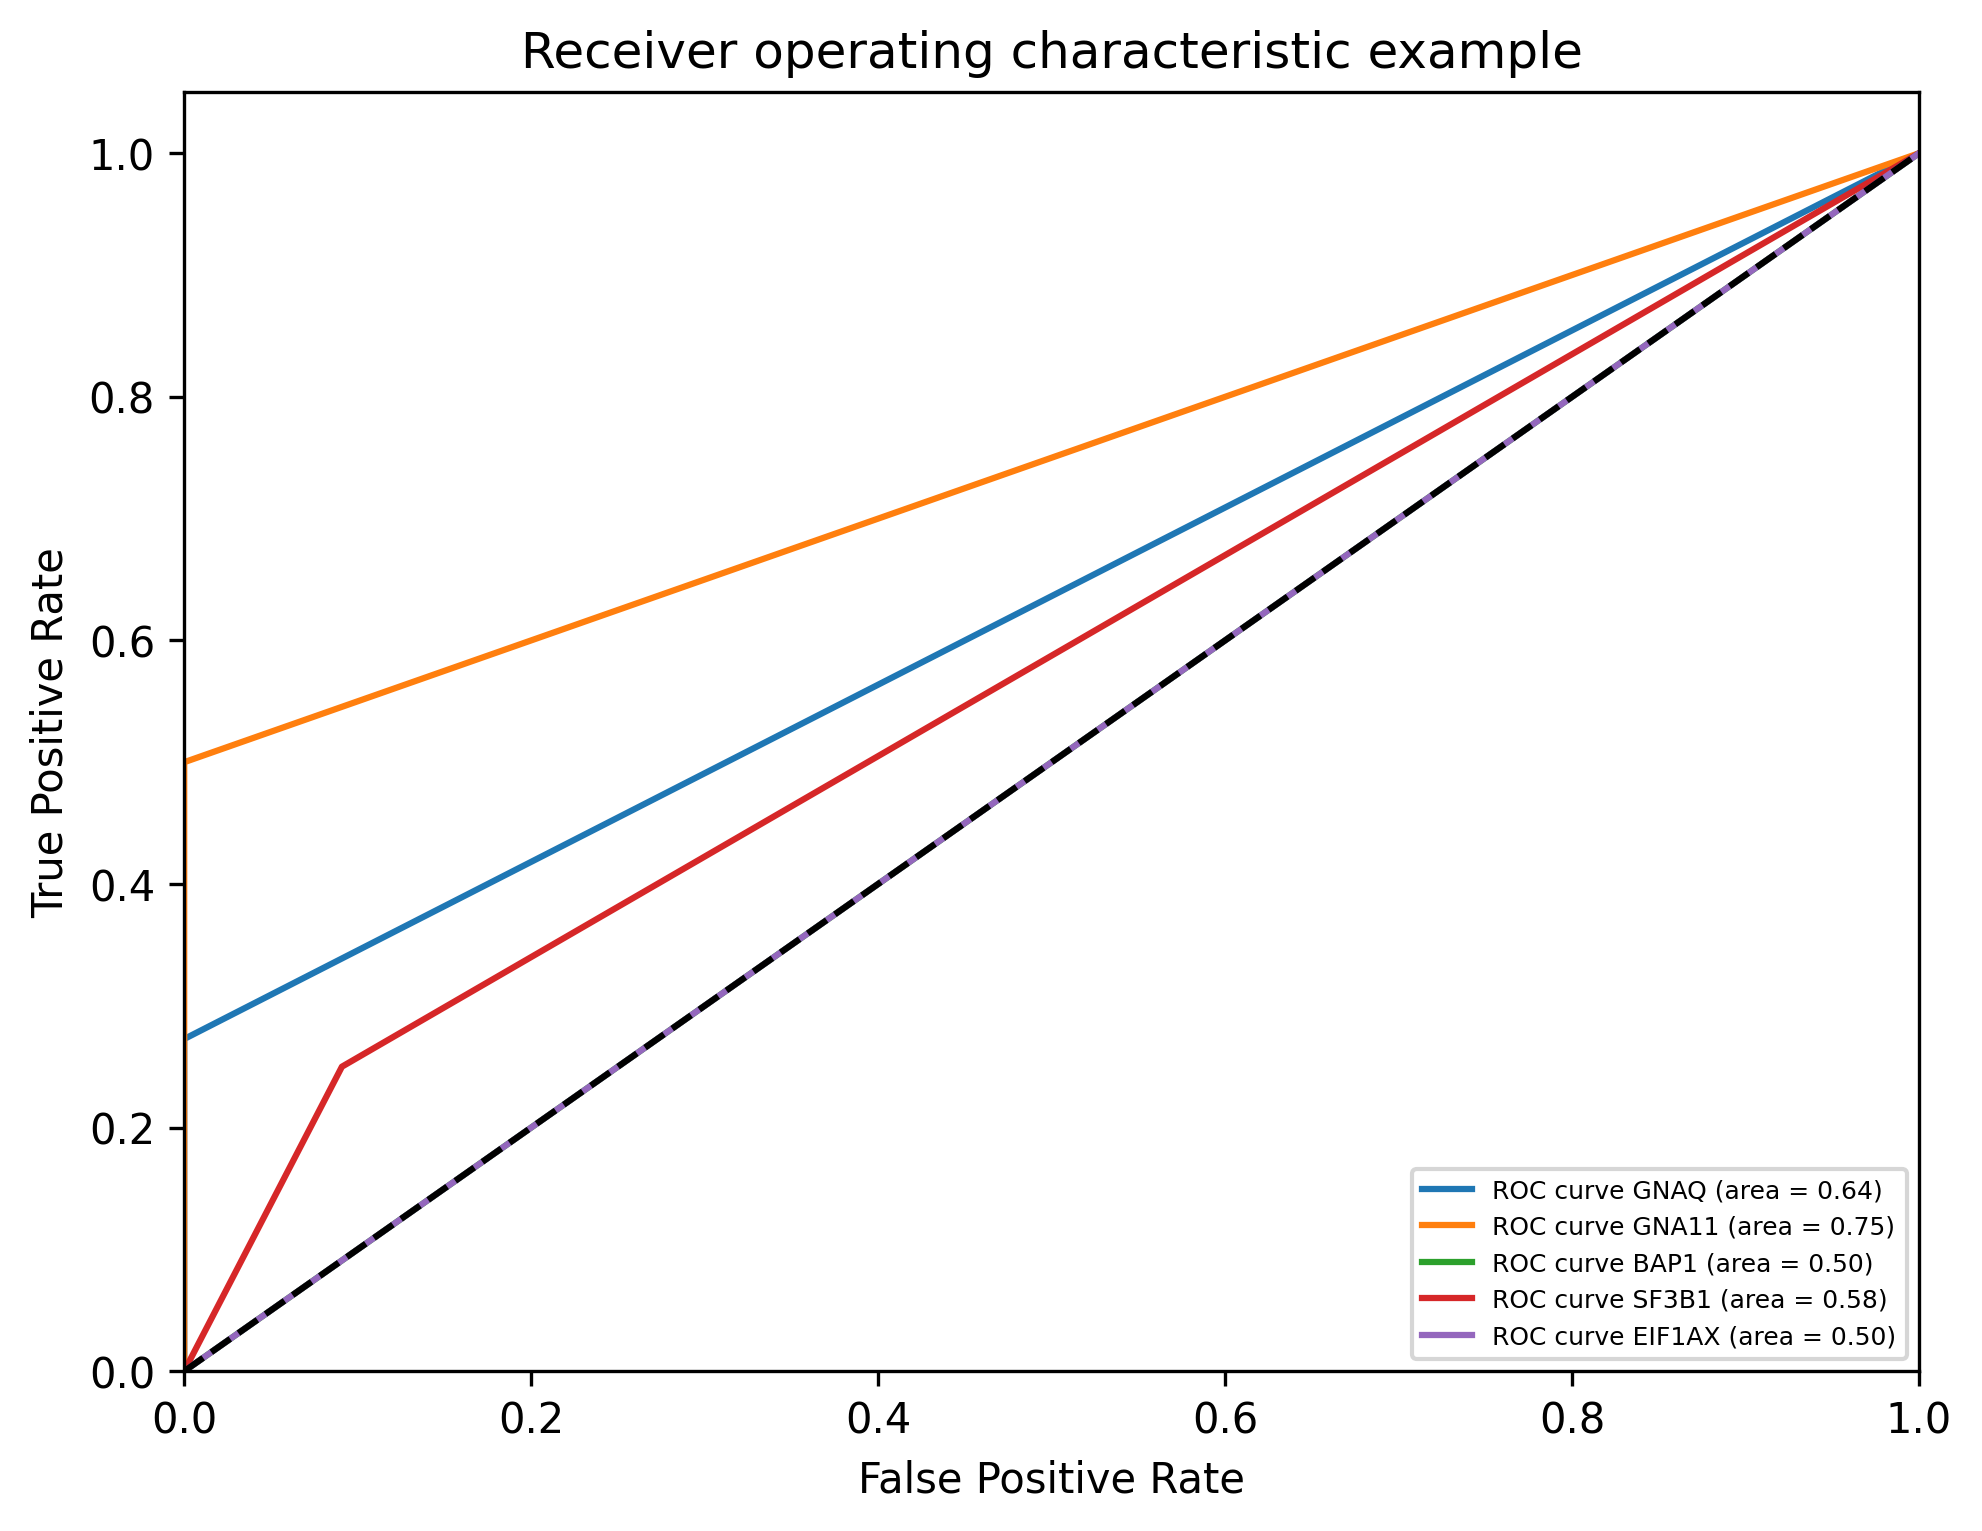 Receiver operating characteristic example
True Positive Rate
1.0
0.8
0.6
0.4
0.2
0.0
0.0 0.2 0.4 0.6 0.8 1.0
False Positive Rate
ROC curve GNAQ (area = 0.64)
ROC curve GNA11 (area = 0.75)
ROC curve BAP1 (area = 0.50)
ROC curve SF3B1 (area = 0.58)
ROC curve EIF1AX (area = 0.50)